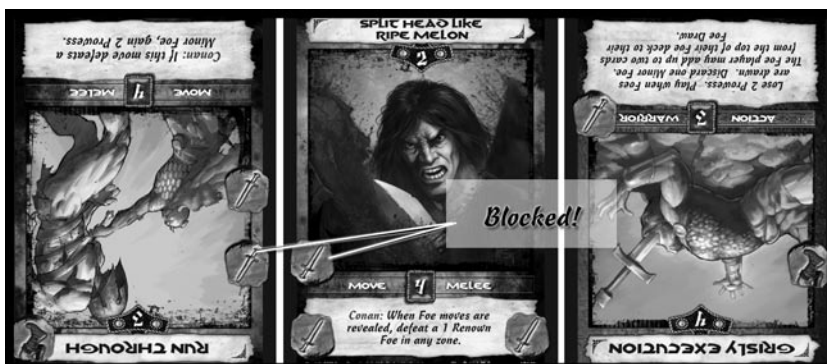 RUN THROUGH
MOVE 4 MELEE
Conan: If this move defeats a
Minor Foe, gain 2 Prowess.
SPLIT HEAD LIKE
RIPE MELON
2
Blocked!
MOVE 4 MELEE
Conan: When Foe moves are
revealed, defeat a 1 Renown
Foe in any zone.
GRISLY EXECUTION
4
ACTION WARRIOR
Lose 2 Prowess. Play when Foes
are drawn. Discard one Minor Foe.
The Foe player may add up to two cards
from the top of their Foe deck to their
Foe Draw.